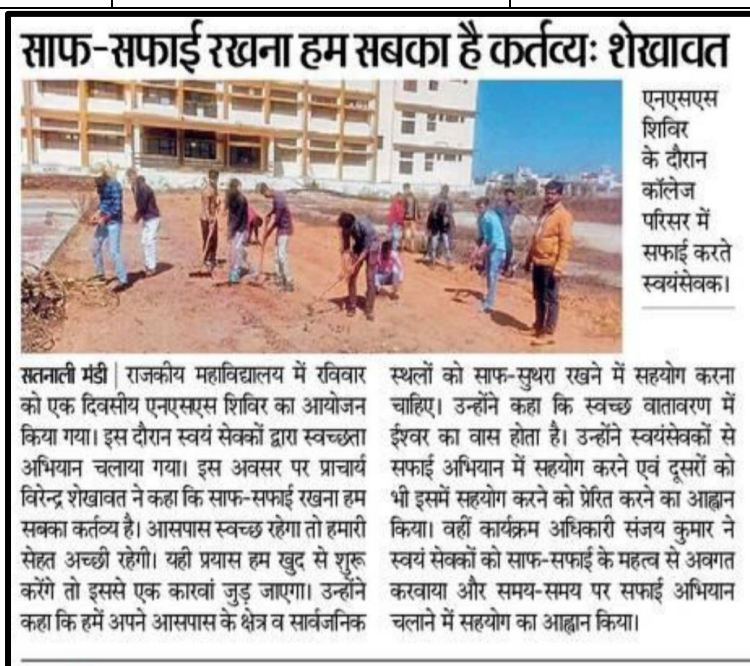 साफ-सफाई रखना हम सबका है कर्तव्यः शेखावत
एनएसएस
शिविर
के दौरान
कॉलेज
परिसर में
सफाई करते
स्वयंसेवक।
सतनाली मंडी | राजकीय महाविद्यालय में रविवार
को एक दिवसीय एनएसएस शिविर का आयोजन
किया गया। इस दौरान स्वयं सेवकों द्वारा स्वच्छता
अभियान चलाया गया। इस अवसर पर प्राचार्य
विरेन्द्र शेखावत ने कहा कि साफ-सफाई रखना हम
सबका कर्तव्य है। आसपास स्वच्छ रहेगा तो हमारी
सेहत अच्छी रहेगी। यही प्रयास हम खुद से शुरू
करेंगे तो इससे एक कारवां जुड़ जाएगा। उन्होंने
कहा कि हमें अपने आसपास के क्षेत्र व सार्वजनिक
स्थलों को साफ-सुथरा रखने में सहयोग करना
चाहिए। उन्होंने कहा कि स्वच्छ वातावरण में
ईश्वर का वास होता है। उन्होंने स्वयंसेवकों से
सफाई अभियान में सहयोग करने एवं दूसरों को
भी इसमें सहयोग करने को प्रेरित करने का आह्वान
किया। वहीं कार्यक्रम अधिकारी संजय कुमार ने
स्वयं सेवकों को साफ-सफाई के महत्व से अवगत
करवाया और समय-समय पर सफाई अभियान
चलाने में सहयोग का आह्वान किया।